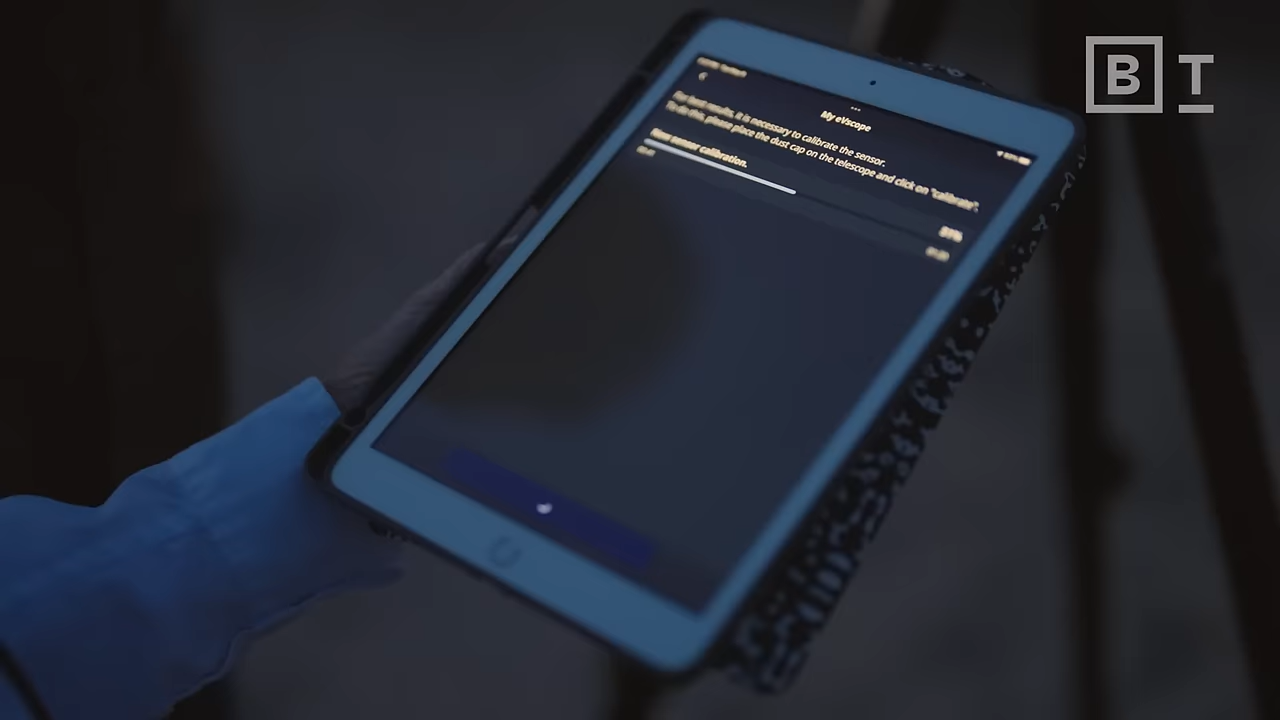 B T
My eVscope
For best results, it is necessary to calibrate the sensor.
To do this, please place the dust cap on the telescope and click on "calibrate".
New sensor calibration.